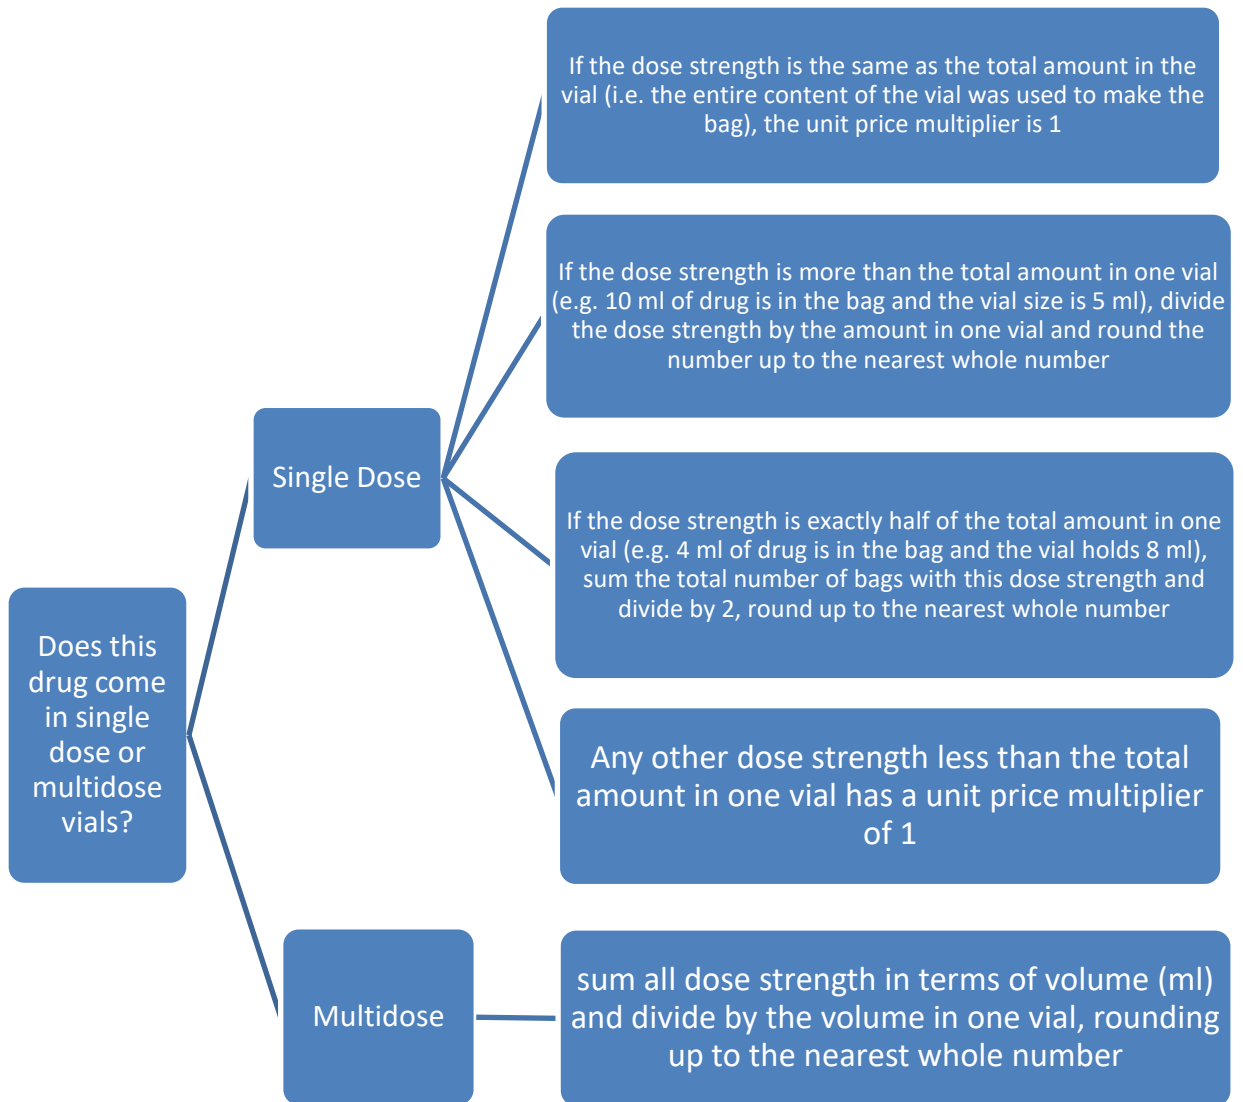 Does this
drug come
in single
dose or
multidose
vials?
Single Dose
If the dose strength is the same as the total amount in the
vial (i.e. the entire content of the vial was used to make the
bag), the unit price multiplier is 1
If the dose strength is more than the total amount in one vial
(e.g. 10 ml of drug is in the bag and the vial size is 5 ml), divide
the dose strength by the amount in one vial and round the
number up to the nearest whole number
If the dose strength is exactly half of the total amount in one
vial (e.g. 4 ml of drug is in the bag and the vial holds 8 ml),
sum the total number of bags with this dose strength and
divide by 2, round up to the nearest whole number
Any other dose strength less than the total
amount in one vial has a unit price multiplier
of 1
Multidose
sum all dose strength in terms of volume (ml)
and divide by the volume in one vial, rounding
up to the nearest whole number